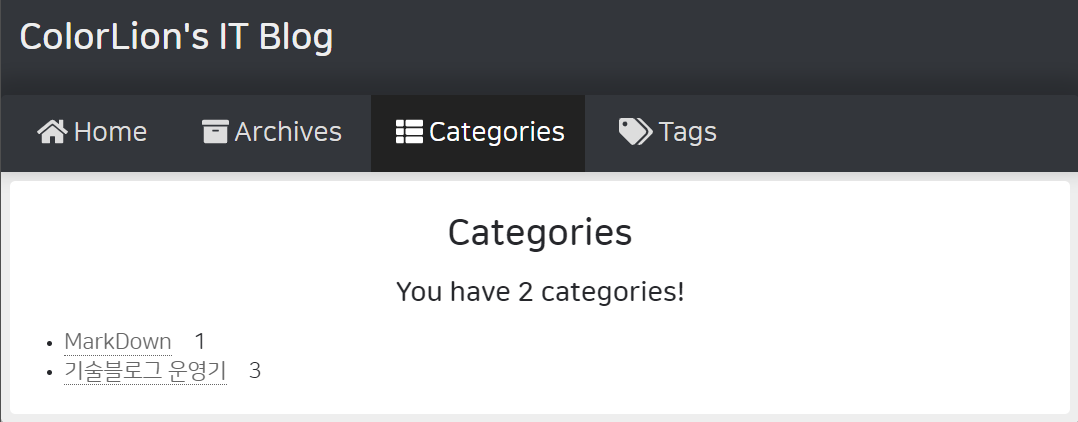 ColorLion's IT Blog
Home Archives Categories Tags
Categories
You have 2 categories!
MarkDown 1
기술블로그 운영기 3